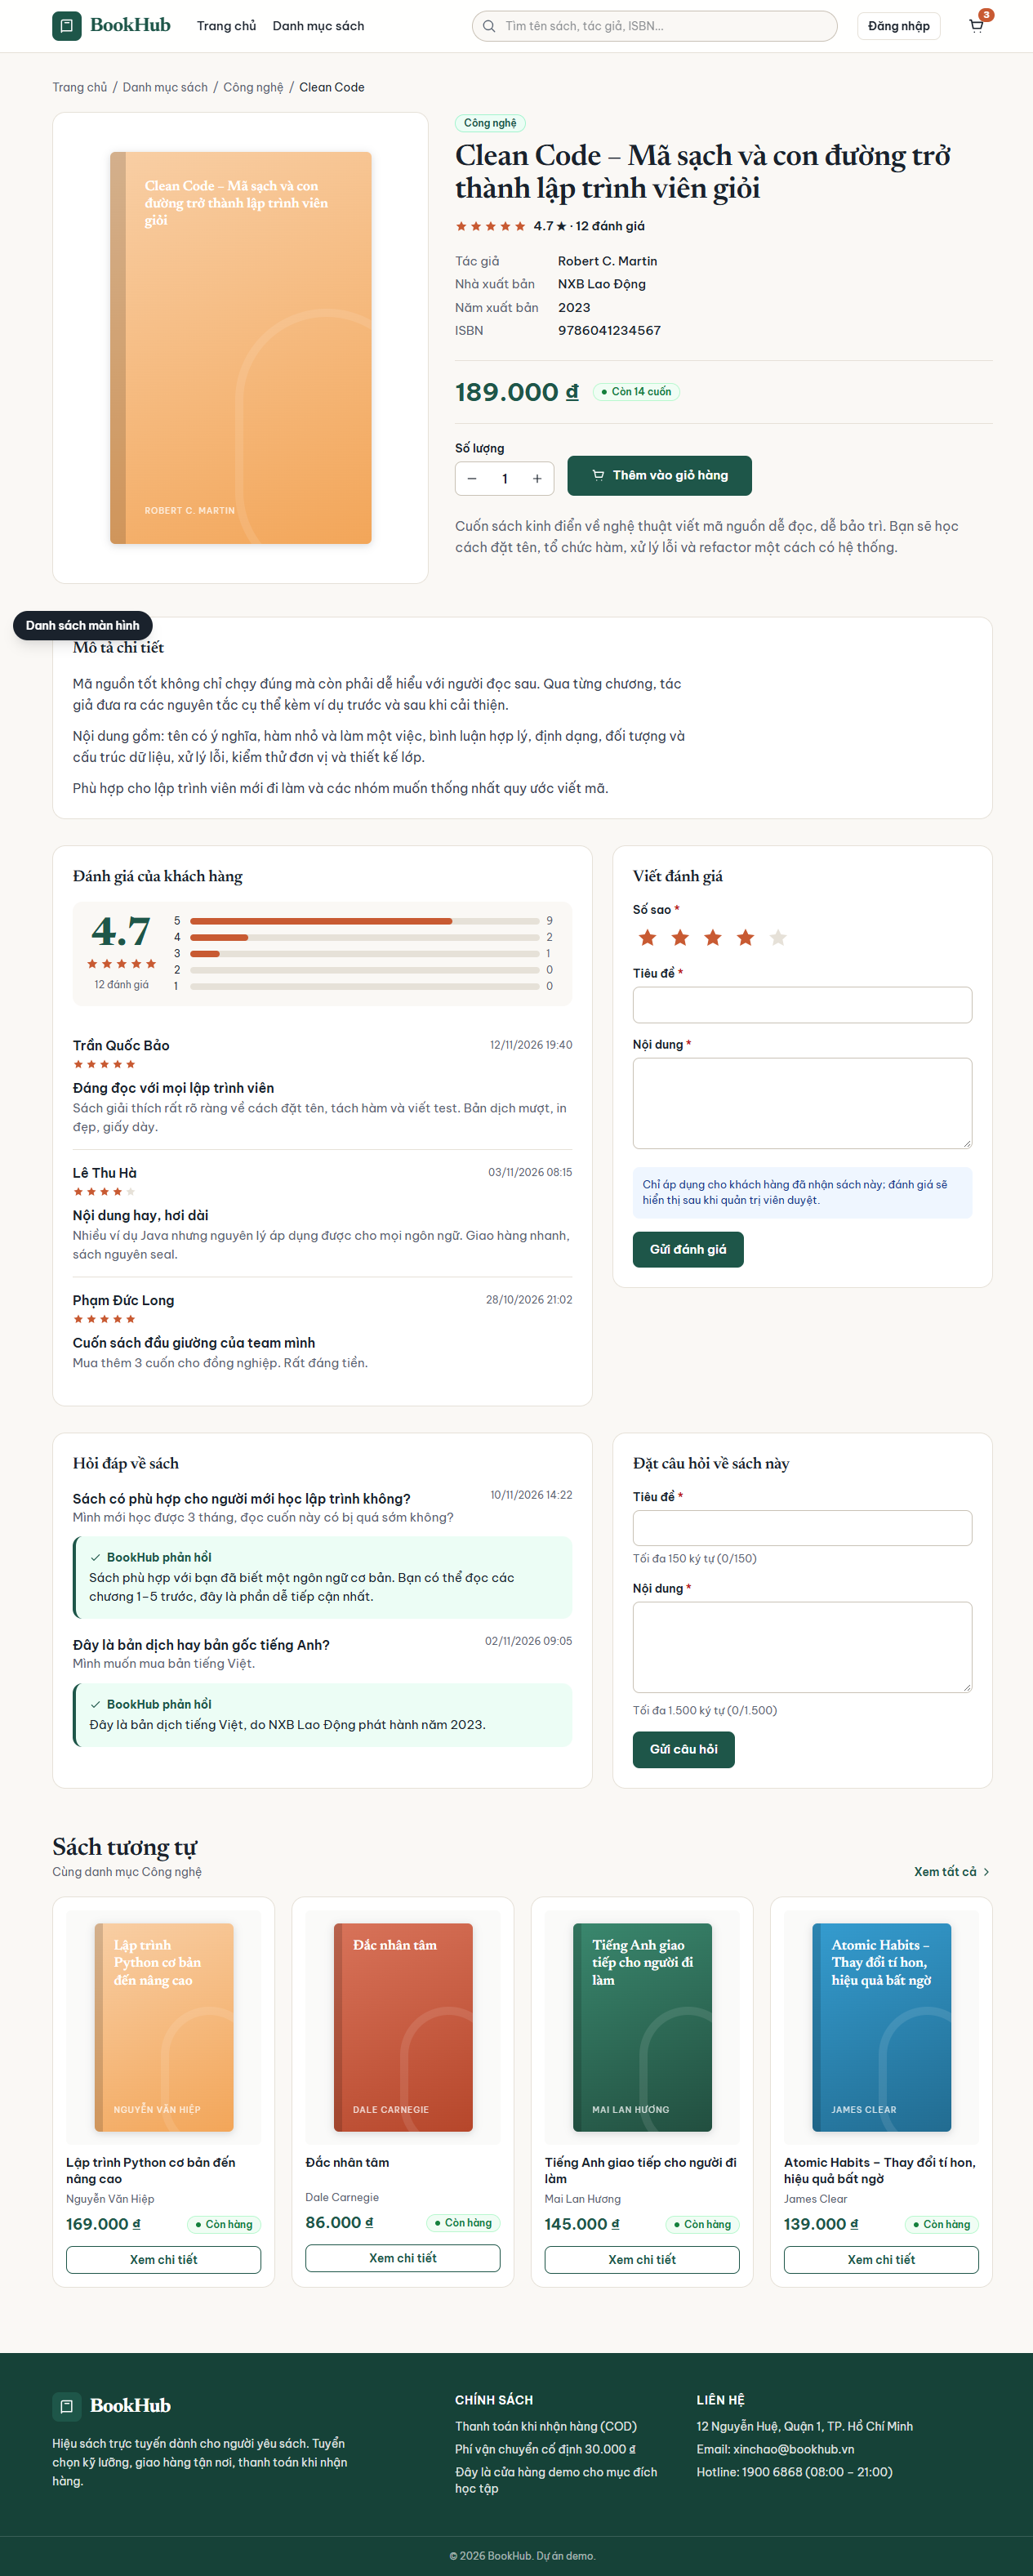 BookHub
Trang chủ
Danh mục sách
Tìm tên sách, tác giả, ISBN...
Đăng nhập
3
Trang chủ / Danh mục sách / Công nghệ / Clean Code
Clean Code – Mã sạch và con
đường trở thành lập trình viên
giỏi
ROBERT C. MARTIN
Công nghệ
Clean Code – Mã sạch và con đường trở
thành lập trình viên giỏi
4.7 ★ · 12 đánh giá
Tác giả Robert C. Martin
Nhà xuất bản NXB Lao Động
Năm xuất bản 2023
ISBN 9786041234567
189.000 ₫
Còn 14 cuốn
Số lượng
− 1 +
Thêm vào giỏ hàng
Cuốn sách kinh điển về nghệ thuật viết mã nguồn dễ đọc, dễ bảo trì. Bạn sẽ học
cách đặt tên, tổ chức hàm, xử lý lỗi và refactor một cách có hệ thống.
Danh sách màn hình
Mô tả chi tiết
Mã nguồn tốt không chỉ chạy đúng mà còn phải dễ hiểu với người đọc sau. Qua từng chương, tác
giả đưa ra các nguyên tắc cụ thể kèm ví dụ trước và sau khi cải thiện.
Nội dung gồm: tên có ý nghĩa, hàm nhỏ và làm một việc, bình luận hợp lý, định dạng, đối tượng và
cấu trúc dữ liệu, xử lý lỗi, kiểm thử đơn vị và thiết kế lớp.
Phù hợp cho lập trình viên mới đi làm và các nhóm muốn thống nhất quy ước viết mã.
Đánh giá của khách hàng
4.7
12 đánh giá
5 9
4 2
3 1
2 0
1 0
Trần Quốc Bảo
12/11/2026 19:40
Đáng đọc với mọi lập trình viên
Sách giải thích rất rõ ràng về cách đặt tên, tách hàm và viết test. Bản dịch mượt, in
đẹp, giấy dày.
Lê Thu Hà
03/11/2026 08:15
Nội dung hay, hơi dài
Nhiều ví dụ Java nhưng nguyên lý áp dụng được cho mọi ngôn ngữ. Giao hàng nhanh,
sách nguyên seal.
Phạm Đức Long
28/10/2026 21:02
Cuốn sách đầu giường của team mình
Mua thêm 3 cuốn cho đồng nghiệp. Rất đáng tiền.
Viết đánh giá
Số sao *
Tiêu đề *
Nội dung *
Chỉ áp dụng cho khách hàng đã nhận sách này; đánh giá sẽ
hiển thị sau khi quản trị viên duyệt.
Gửi đánh giá
Hỏi đáp về sách
Sách có phù hợp cho người mới học lập trình không?
10/11/2026 14:22
Mình mới học được 3 tháng, đọc cuốn này có bị quá sớm không?
BookHub phản hồi
Sách phù hợp với bạn đã biết một ngôn ngữ cơ bản. Bạn có thể đọc các
chương 1–5 trước, đây là phần dễ tiếp cận nhất.
Đây là bản dịch hay bản gốc tiếng Anh?
02/11/2026 09:05
Mình muốn mua bản tiếng Việt.
BookHub phản hồi
Đây là bản dịch tiếng Việt, do NXB Lao Động phát hành năm 2023.
Đặt câu hỏi về sách này
Tiêu đề *
Tối đa 150 ký tự (0/150)
Nội dung *
Tối đa 1.500 ký tự (0/1.500)
Gửi câu hỏi
Sách tương tự
Cùng danh mục Công nghệ
Xem tất cả
Lập trình
Python cơ bản
đến nâng cao
NGUYỄN VĂN HIỆP
Lập trình Python cơ bản đến
nâng cao
Nguyễn Văn Hiệp
169.000 ₫
Còn hàng
Xem chi tiết
Đắc nhân tâm
DALE CARNEGIE
Đắc nhân tâm
Dale Carnegie
86.000 ₫
Còn hàng
Xem chi tiết
Tiếng Anh giao
tiếp cho người đi
làm
MAI LAN HƯƠNG
Tiếng Anh giao tiếp cho người đi
làm
Mai Lan Hương
145.000 ₫
Còn hàng
Xem chi tiết
Atomic Habits –
Thay đổi tí hon,
hiệu quả bất ngờ
JAMES CLEAR
Atomic Habits – Thay đổi tí hon,
hiệu quả bất ngờ
James Clear
139.000 ₫
Còn hàng
Xem chi tiết
BookHub
Hiệu sách trực tuyến dành cho người yêu sách. Tuyển
chọn kỹ lưỡng, giao hàng tận nơi, thanh toán khi nhận
hàng.
CHÍNH SÁCH
Thanh toán khi nhận hàng (COD)
Phí vận chuyển cố định 30.000 ₫
Đây là cửa hàng demo cho mục đích
học tập
LIÊN HỆ
12 Nguyễn Huệ, Quận 1, TP. Hồ Chí Minh
Email: xinchao@bookhub.vn
Hotline: 1900 6868 (08:00 – 21:00)
© 2026 BookHub. Dự án demo.